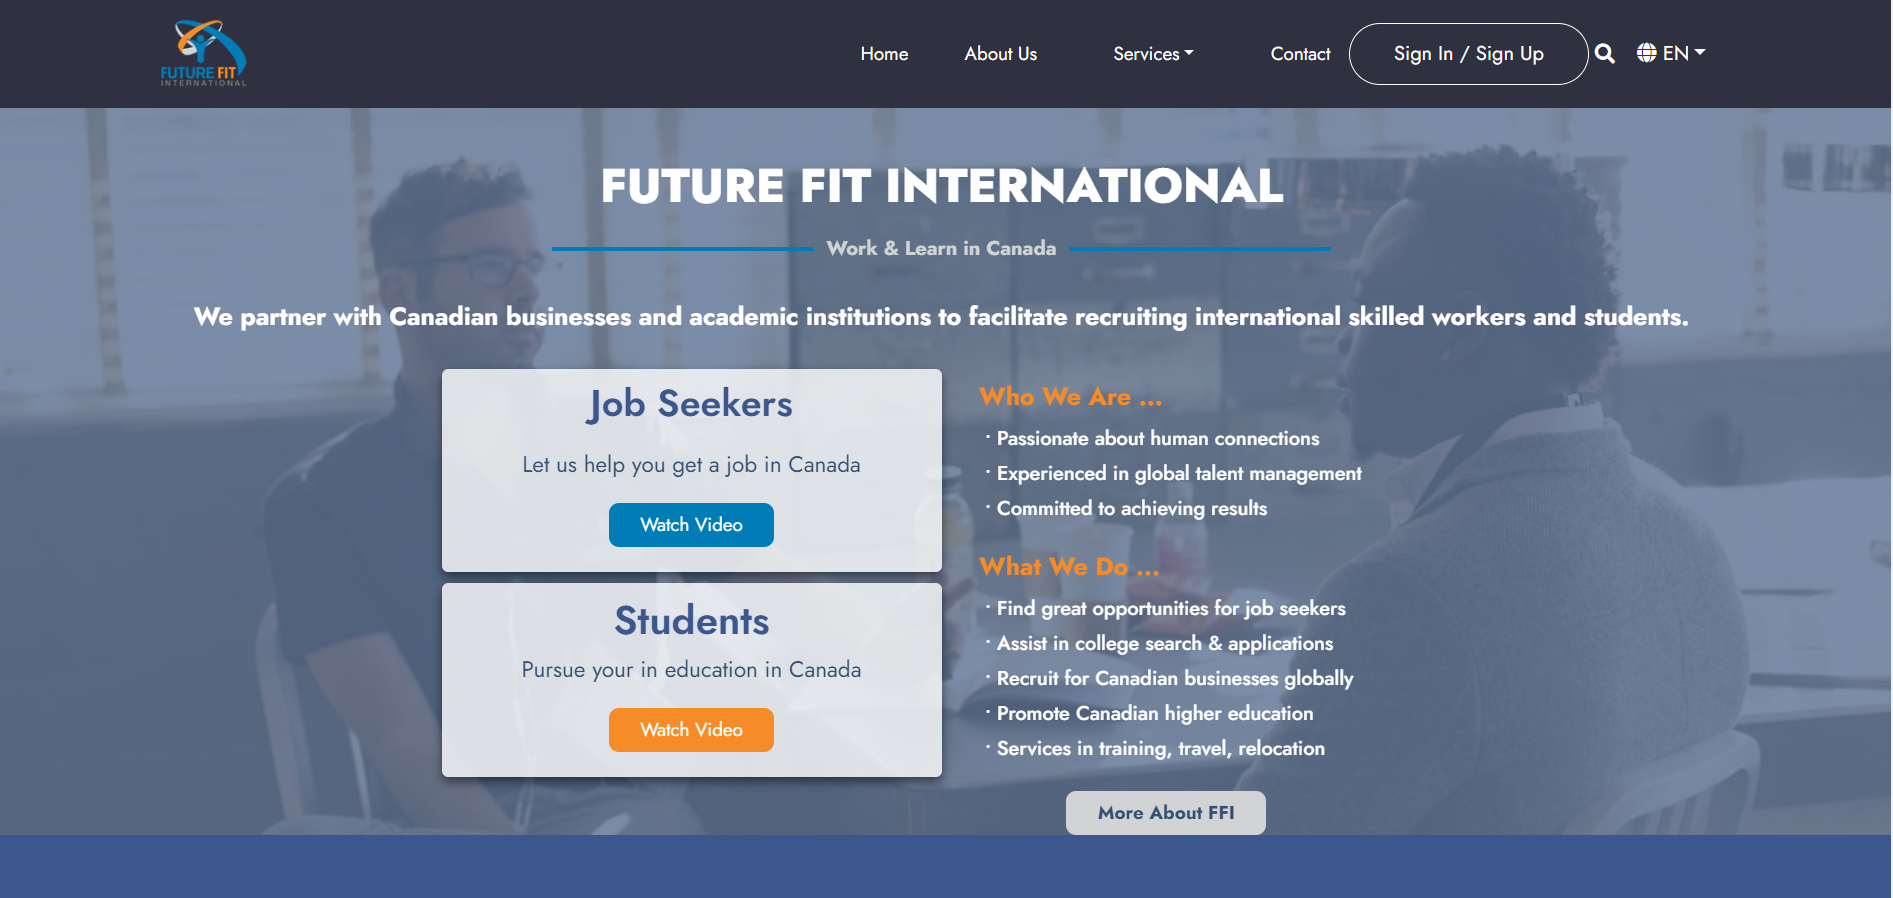 FUTURE FIT
INTERNATIONAL
Home
About Us
Services
Contact
Sign In / Sign Up
EN
FUTURE FIT INTERNATIONAL
Work & Learn in Canada
We partner with Canadian businesses and academic institutions to facilitate recruiting international skilled workers and students.
Job Seekers
Let us help you get a job in Canada
Watch Video
Students
Pursue your in education in Canada
Watch Video
Who We Are ...
· Passionate about human connections
· Experienced in global talent management
· Committed to achieving results
What We Do ...
· Find great opportunities for job seekers
· Assist in college search & applications
· Recruit for Canadian businesses globally
· Promote Canadian higher education
· Services in training, travel, relocation
More About FFI